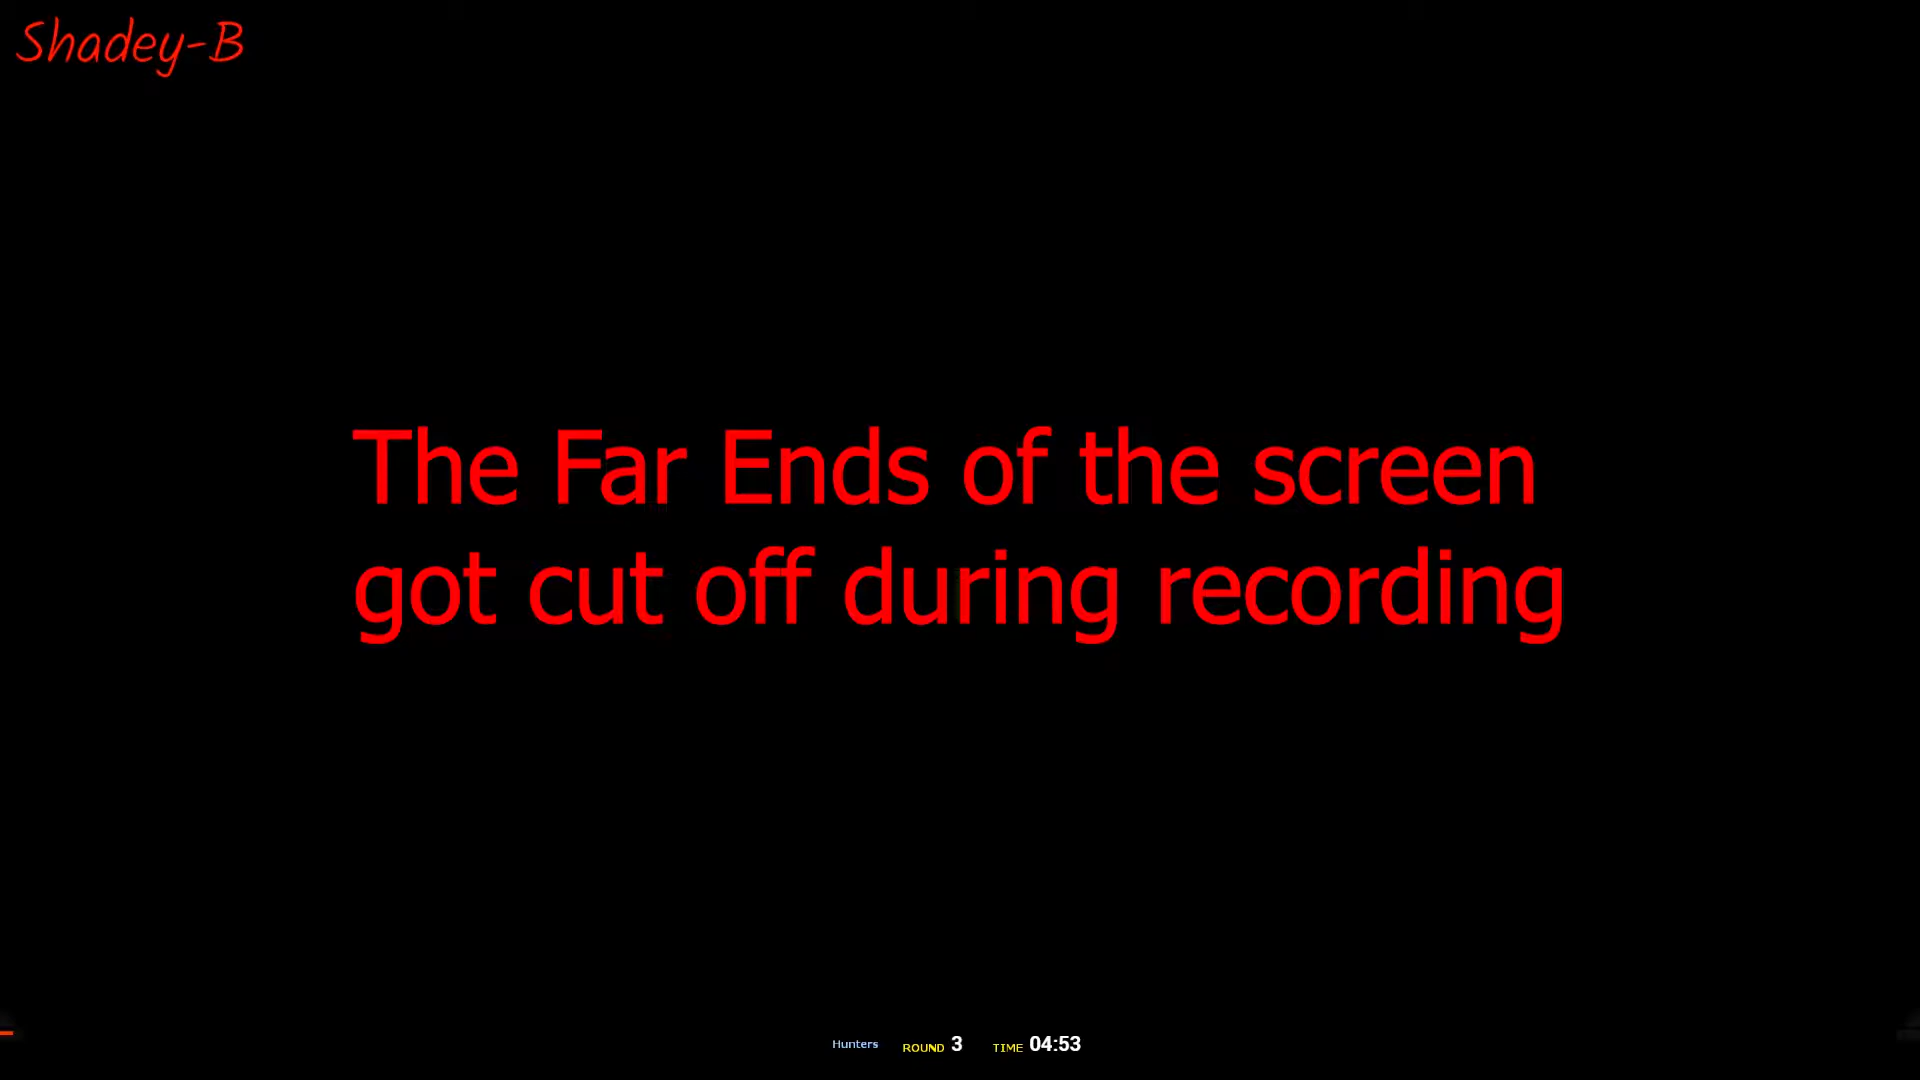 Shadey-B
The Far Ends of the screen
got cut off during recording
Hunters ROUND 3 TIME 04:53